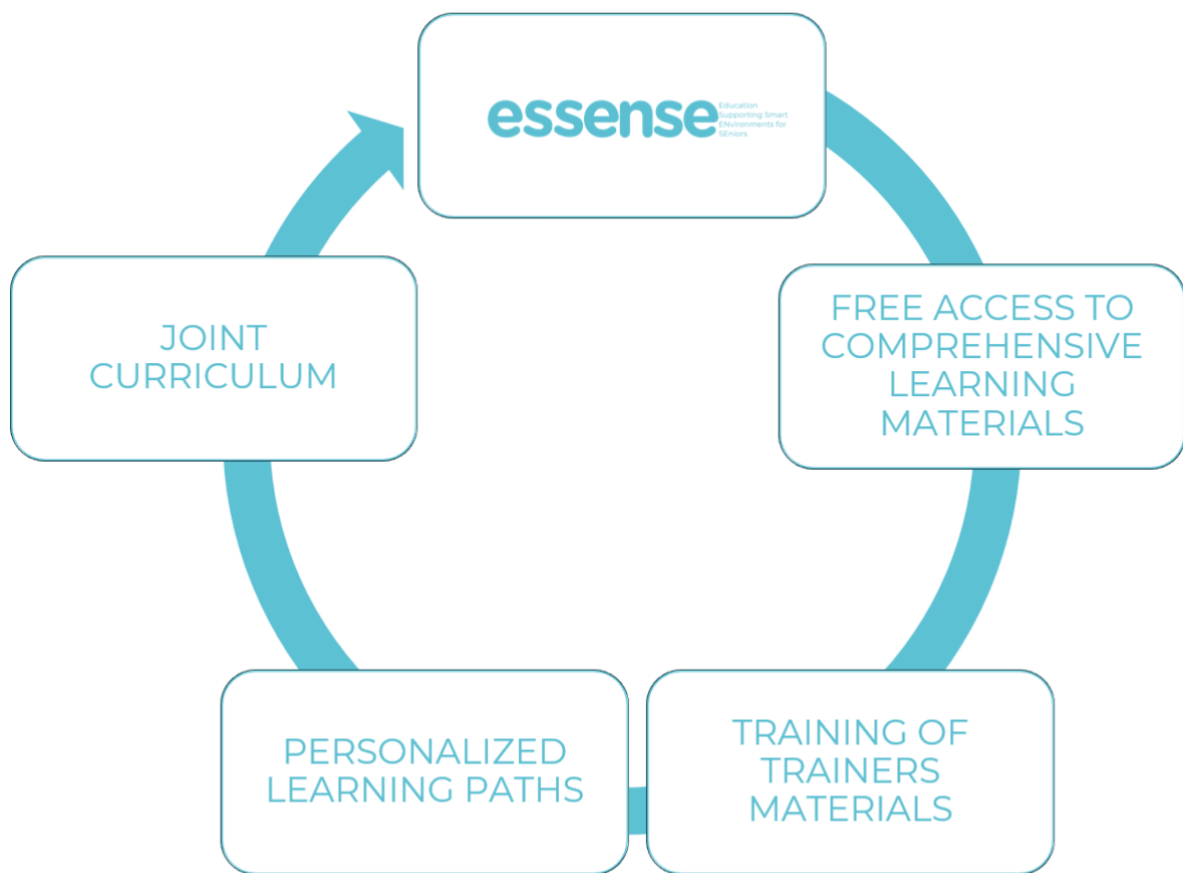 essense
Education
Supporting Smart
ENvironments for
SEniors
FREE ACCESS TO
COMPREHENSIVE
LEARNING
MATERIALS
TRAINING OF
TRAINERS
MATERIALS
PERSONALIZED
LEARNING PATHS
JOINT
CURRICULUM